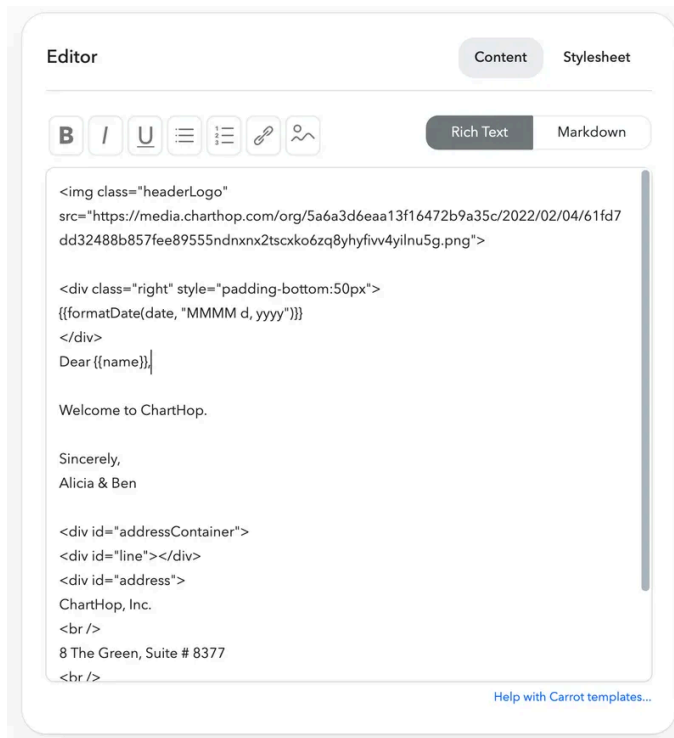 Editor
Content
Stylesheet
B I U
1 2 3
Rich Text
Markdown
<img class="headerLogo"
src="https://media.charthop.com/org/5a6a3d6eaa13f16472b9a35c/2022/02/04/61fd7
dd32488b857fee89555ndnxnx2tscxko6zq8yhyfivv4yilnu5g.png">
<div class="right" style="padding-bottom:50px">
{{formatDate(date, "MMMM d, yyyy")}}
</div>
Dear {{name}},
Welcome to ChartHop.
Sincerely,
Alicia & Ben
<div id="addressContainer">
<div id="line"></div>
<div id="address">
ChartHop, Inc.
<br />
8 The Green, Suite # 8377
<br />
Help with Carrot templates...